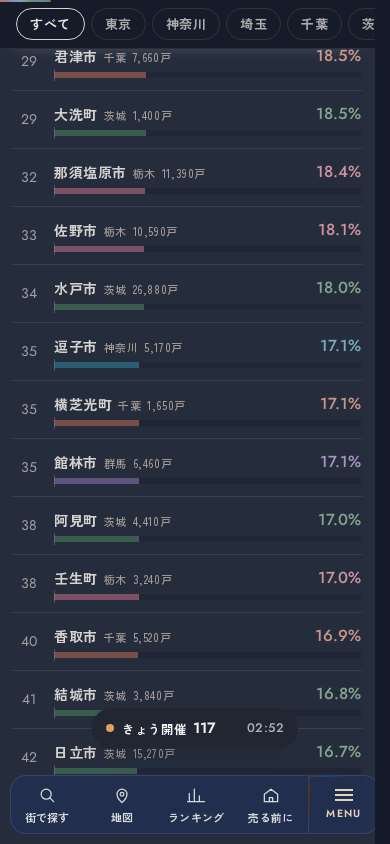 すべて 東京 神奈川 埼玉 千葉 茨
29 君津市 千葉 7,660戸 18.5%
29 大洗町 茨城 1,400戸 18.5%
32 那須塩原市 栃木 11,390戸 18.4%
33 佐野市 栃木 10,590戸 18.1%
34 水戸市 茨城 26,880戸 18.0%
35 逗子市 神奈川 5,170戸 17.1%
35 横芝光町 千葉 1,650戸 17.1%
35 館林市 群馬 6,460戸 17.1%
38 阿見町 茨城 4,410戸 17.0%
38 壬生町 栃木 3,240戸 17.0%
40 香取市 千葉 5,520戸 16.9%
41 結城市 茨城 3,840戸 16.8%
きょう開催 117 02:52
42 日立市 茨城 15,270戸 16.7%
街で探す 地図 ランキング 売る前に MENU